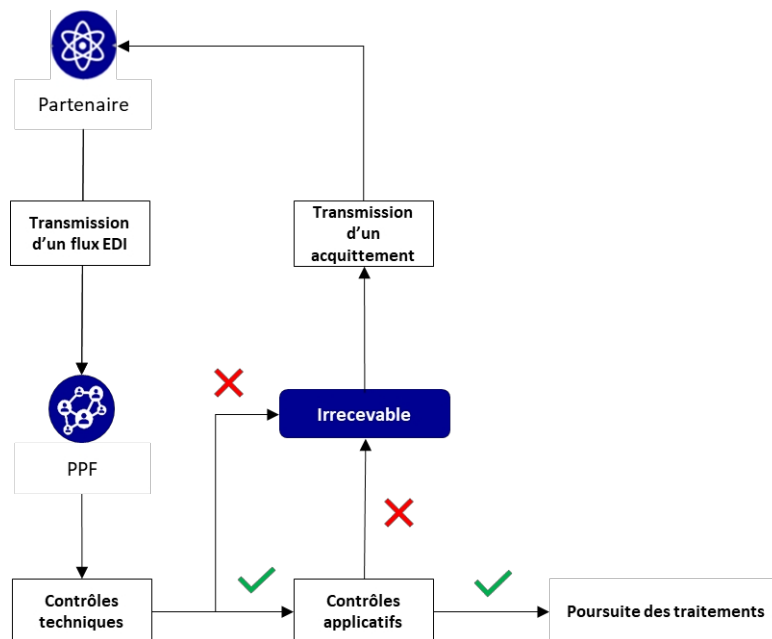 Partenaire
Transmission
d'un flux EDI
Transmission
d'un
acquittement
Irrecevable
PPF
Contrôles
techniques
Contrôles
applicatifs
Poursuite des traitements